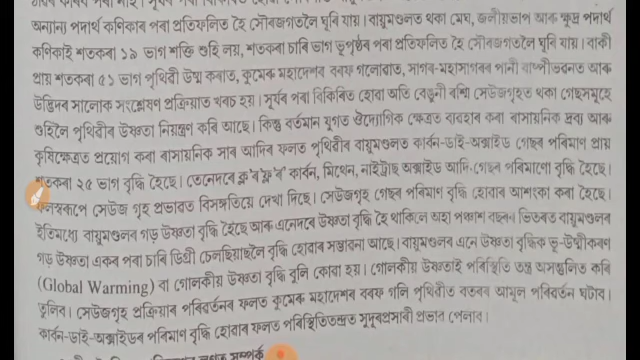 অন্যান্য পদাৰ্থ কণিকাৰ পৰা প্ৰতিফলিত হৈ সৌৰজগতলৈ ঘূৰি যায়। বায়ুমণ্ডলত থকা মেঘ, জলীয়ভাপ আৰু ক্ষুদ্ৰ পদাৰ্থ
কণিকাই শতকৰা ১৯ ভাগ শক্তি শুহি লয়, শতকৰা চাৰি ভাগ ভূপৃষ্ঠৰ পৰা প্ৰতিফলিত হৈ সৌৰজগতলৈ ঘূৰি যায়। বাকী
প্ৰায় শতকৰা ৫১ ভাগ পৃথিৱী উষ্ম কৰাত, কুমেৰু মহাদেশৰ বৰফ গলোৱাত, সাগৰ-মহাসাগৰৰ পানী বাষ্পীভৱনত আৰু
উদ্ভিদৰ সালোক সংশ্লেষণ প্ৰক্ৰিয়াত খৰচ হয়। সূৰ্যৰ পৰা বিকিৰিত হোৱা অতি বেঙুনী ৰশ্মি সেউজগৃহত থকা গেছসমূহে
শুহিলৈ পৃথিৱীৰ উষ্ণতা নিয়ন্ত্ৰণ কৰি আছে। কিন্তু বৰ্তমান যুগত ঔদ্যোগিক ক্ষেত্ৰত ব্যৱহাৰ কৰা ৰাসায়নিক দ্ৰব্য আৰু
কৃষিক্ষেত্ৰত প্ৰয়োগ কৰা ৰাসায়নিক সাৰ আদিৰ ফলত পৃথিৱীৰ বায়ুমণ্ডলত কাৰ্বন-ডাই-অক্সাইড গেছৰ পৰিমাণ প্ৰায়
শতকৰা ২৫ ভাগ বৃদ্ধি হৈছে। তেনেদৰে ক্ল'ৰ'ফ্ল'ৰ' কাৰ্বন, মিথেন, নাইট্ৰাছ অক্সাইড আদি গেছৰ পৰিমাণো বৃদ্ধি হৈছে।
ফলস্বৰূপে সেউজ গৃহ প্ৰভাৱত বিসঙ্গতিয়ে দেখা দিছে। সেউজগৃহ গেছৰ পৰিমাণ বৃদ্ধি হোৱাৰ আশংকা কৰা হৈছে।
ইতিমধ্যে বায়ুমণ্ডলৰ গড় উষ্ণতা বৃদ্ধি হৈছে আৰু এনেদৰে উষ্ণতা বৃদ্ধি হৈ থাকিলে অহা পঞ্চাশ বছৰৰ ভিতৰত বায়ুমণ্ডলৰ
গড় উষ্ণতা একৰ পৰা চাৰি ডিগ্ৰী চেলছিয়াছলৈ বৃদ্ধি হোৱাৰ সম্ভাৱনা আছে। বায়ুমণ্ডলৰ এনে উষ্ণতা বৃদ্ধিক ভূ-উষ্মীকৰণ
(Global Warming) বা গোলকীয় উষ্ণতা বৃদ্ধি বুলি কোৱা হয়। গোলকীয় উষ্ণতাই পৰিস্থিতি তন্ত্ৰ অসন্তুলিত কৰি
তুলিব। সেউজগৃহ প্ৰক্ৰিয়াৰ পৰিৱৰ্তনৰ ফলত কুমেৰু মহাদেশৰ বৰফ গলি পৃথিৱীত বতৰৰ আমূল পৰিৱৰ্তন ঘটাব।
কাৰ্বন-ডাই-অক্সাইডৰ পৰিমাণ বৃদ্ধি হোৱাৰ ফলত পৰিস্থিতিতন্ত্ৰত সুদূৰপ্ৰসাৰী প্ৰভাৱ পেলাব।
সম্পৰ্ক